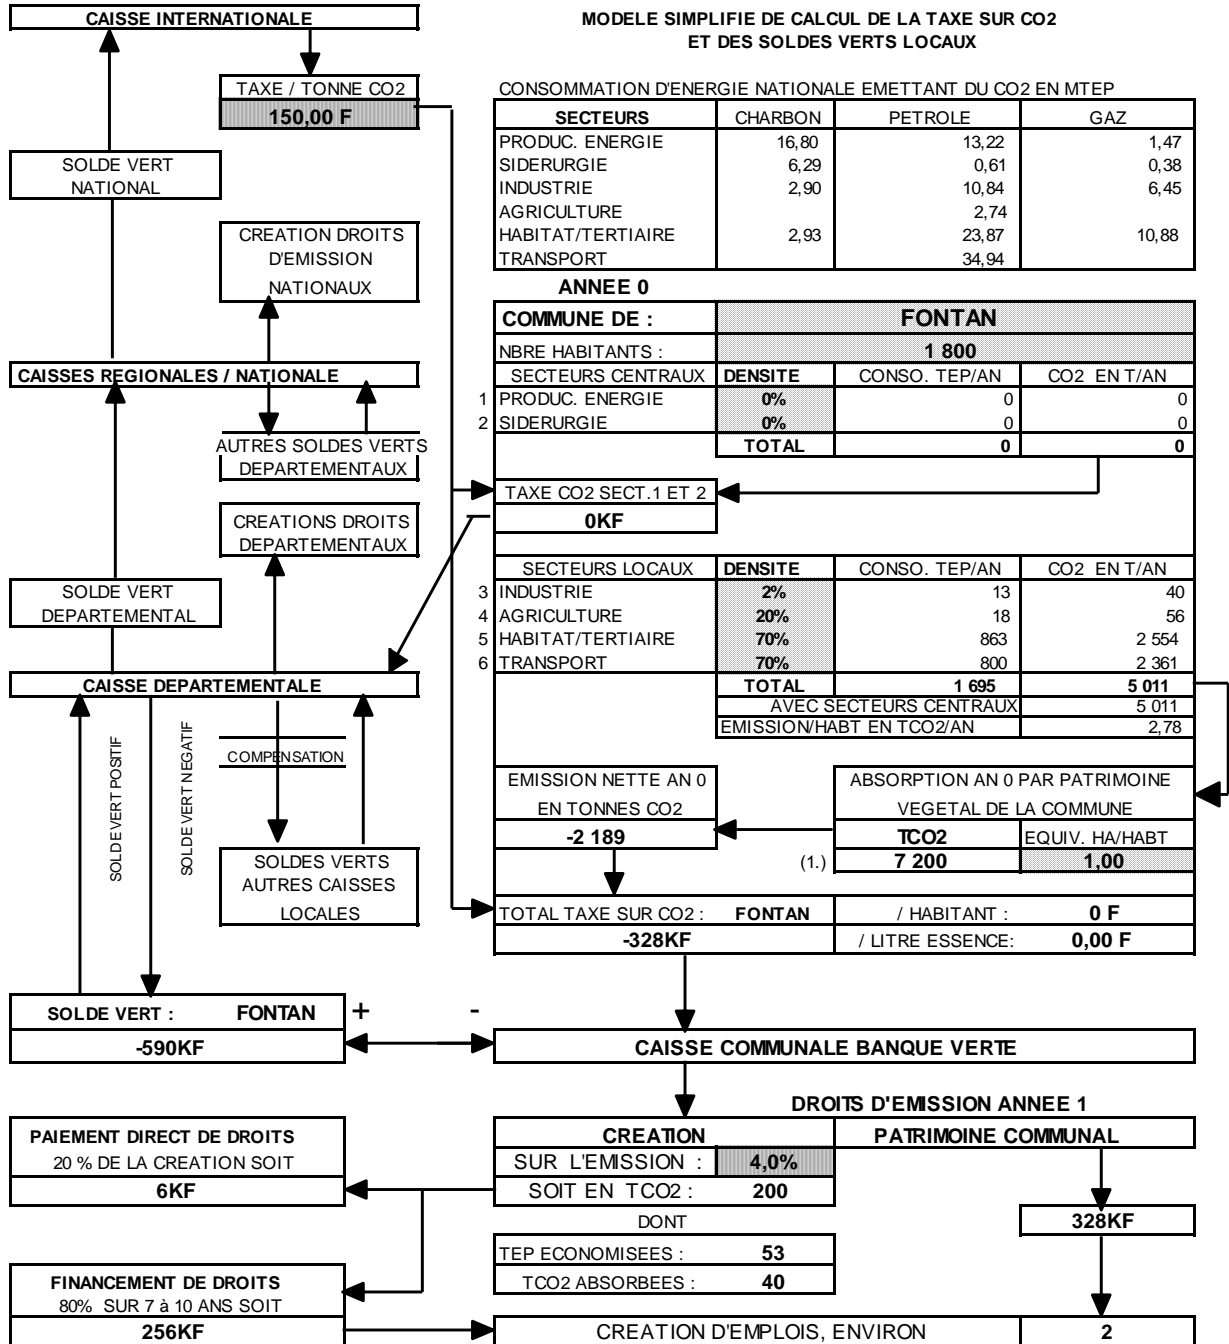 CAISSE INTERNATIONALE
MODELE SIMPLIFIE DE CALCUL DE LA TAXE SUR CO2
ET DES SOLDES VERTS LOCAUX
TAXE / TONNE CO2
150,00 F
SOLDE VERT
NATIONAL
CREATION DROITS
D'EMISSION
NATIONAUX
CAISSES REGIONALES / NATIONALE
AUTRES SOLDES VERTS
DEPARTEMENTAUX
CREATIONS DROITS
DEPARTEMENTAUX
SOLDE VERT
DEPARTEMENTAL
CAISSE DEPARTEMENTALE
SOLDE VERT POSITIF
SOLDE VERT NEGATIF
COMPENSATION
SOLDES VERTS
AUTRES CAISSES
LOCALES
CONSOMMATION D'ENERGIE NATIONALE EMETTANT DU CO2 EN MTEP
SECTEURS CHARBON PETROLE GAZ
PRODUC. ENERGIE 16,80 13,22 1,47
SIDERURGIE 6,29 0,61 0,38
INDUSTRIE 2,90 10,84 6,45
AGRICULTURE 2,74
HABITAT/TERTIAIRE 2,93 23,87 10,88
TRANSPORT 34,94
ANNEE 0
COMMUNE DE : FONTAN
NBRE HABITANTS : 1 800
SECTEURS CENTRAUX DENSITE CONSO. TEP/AN CO2 EN T/AN
1 PRODUC. ENERGIE 0% 0 0
2 SIDERURGIE 0% 0 0
TOTAL 0 0
TAXE CO2 SECT.1 ET 2
0KF
SECTEURS LOCAUX DENSITE CONSO. TEP/AN CO2 EN T/AN
3 INDUSTRIE 2% 13 40
4 AGRICULTURE 20% 18 56
5 HABITAT/TERTIAIRE 70% 863 2 554
6 TRANSPORT 70% 800 2 361
TOTAL 1 695 5 011
AVEC SECTEURS CENTRAUX 5 011
EMISSION/HABT EN TCO2/AN 2,78
EMISSION NETTE AN 0
EN TONNES CO2
-2 189
ABSORPTION AN 0 PAR PATRIMOINE
VEGETAL DE LA COMMUNE
TCO2 EQUIV. HA/HABT
(1.) 7 200 1,00
TOTAL TAXE SUR CO2 : FONTAN / HABITANT : 0 F
-328KF / LITRE ESSENCE: 0,00 F
SOLDE VERT : FONTAN + -
-590KF
CAISSE COMMUNALE BANQUE VERTE
DROITS D'EMISSION ANNEE 1
PAIEMENT DIRECT DE DROITS
20 % DE LA CREATION SOIT
6KF
CREATION PATRIMOINE COMMUNAL
SUR L'EMISSION : 4,0%
SOIT EN TCO2 : 200
DONT
328KF
TEP ECONOMISEES : 53
TCO2 ABSORBEES : 40
FINANCEMENT DE DROITS
80% SUR 7 à 10 ANS SOIT
256KF
CREATION D'EMPLOIS, ENVIRON 2